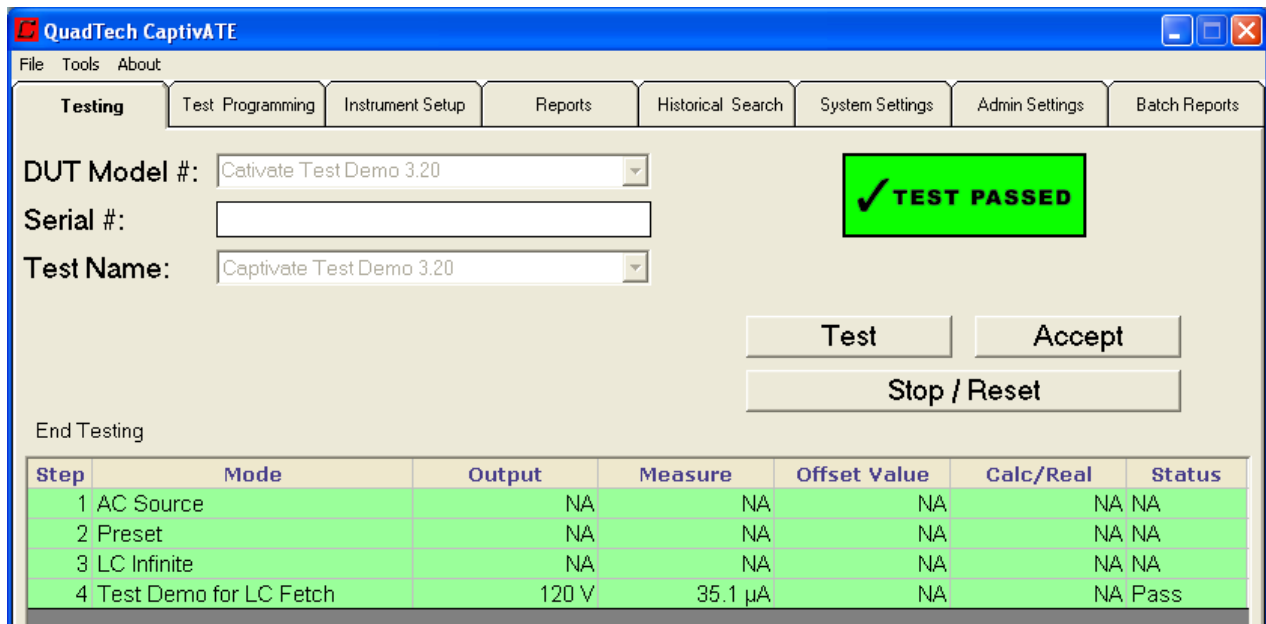 QuadTech CaptivATE
File Tools About
Testing Test Programming Instrument Setup Reports Historical Search System Settings Admin Settings Batch Reports
DUT Model #: Cativate Test Demo 3.20
TEST PASSED
Serial #:
Test Name: Captivate Test Demo 3.20
Test Accept
Stop / Reset
End Testing
Step Mode Output Measure Offset Value Calc/Real Status
1 AC Source NA NA NA NA NA
2 Preset NA NA NA NA NA
3 LC Infinite NA NA NA NA NA
4 Test Demo for LC Fetch 120 V 35.1 µA NA NA Pass